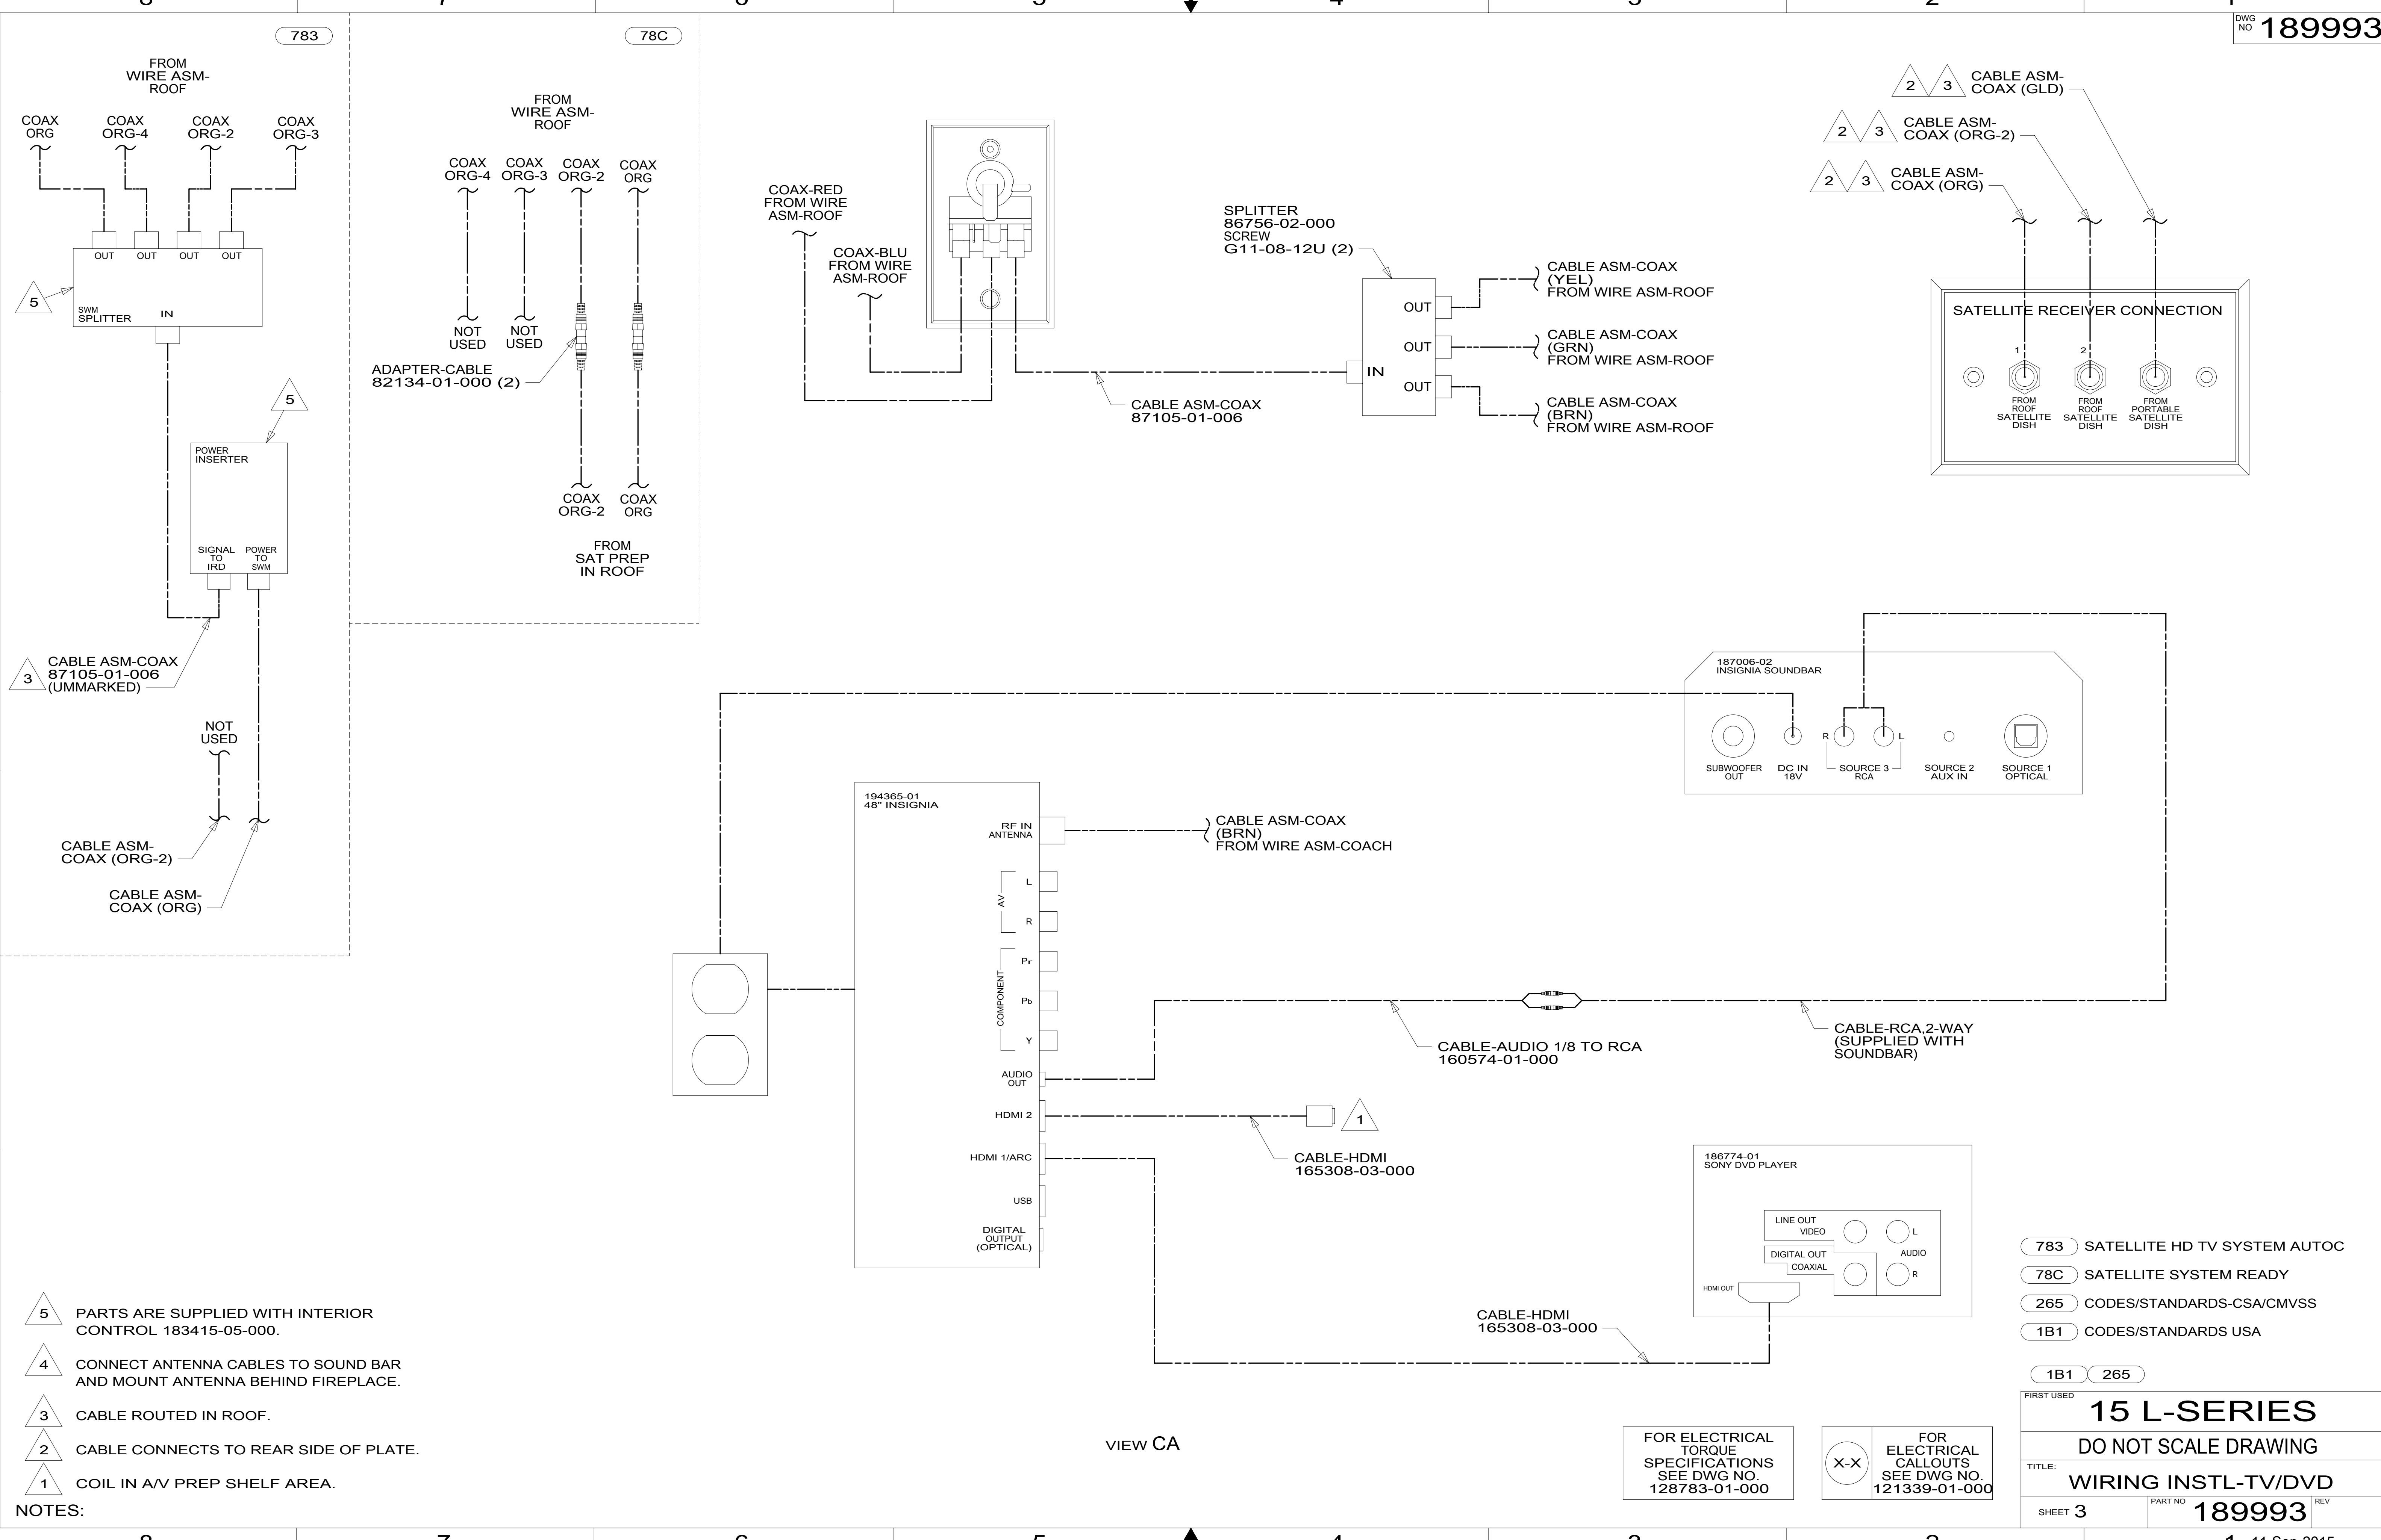 8 7 6 5 4 3 2 1
DWG
NO 189993
783
FROM
WIRE ASM-
ROOF
COAX
ORG
COAX
ORG-4
COAX
ORG-2
COAX
ORG-3
OUT OUT OUT OUT
SWM
SPLITTER
IN
5
5
POWER
INSERTER
SIGNAL
TO
IRD
POWER
TO
SWM
3
CABLE ASM-COAX
87105-01-006
(UMMARKED)
NOT
USED
CABLE ASM-
COAX (ORG-2)
CABLE ASM-
COAX (ORG)
78C
FROM
WIRE ASM-
ROOF
COAX
ORG-4
COAX
ORG-3
COAX
ORG-2
COAX
ORG
NOT
USED
NOT
USED
ADAPTER-CABLE
82134-01-000 (2)
COAX
ORG-2
COAX
ORG
FROM
SAT PREP
IN ROOF
COAX-RED
FROM WIRE
ASM-ROOF
COAX-BLU
FROM WIRE
ASM-ROOF
CABLE ASM-COAX
87105-01-006
SPLITTER
86756-02-000
SCREW
G11-08-12U (2)
IN
OUT
OUT
OUT
CABLE ASM-COAX
(YEL)
FROM WIRE ASM-ROOF
CABLE ASM-COAX
(GRN)
FROM WIRE ASM-ROOF
CABLE ASM-COAX
(BRN)
FROM WIRE ASM-ROOF
2 3
CABLE ASM-
COAX (GLD)
2 3
CABLE ASM-
COAX (ORG-2)
2 3
CABLE ASM-
COAX (ORG)
SATELLITE RECEIVER CONNECTION
1 2
FROM
ROOF
SATELLITE
DISH
FROM
ROOF
SATELLITE
DISH
FROM
PORTABLE
SATELLITE
DISH
187006-02
INSIGNIA SOUNDBAR
R L
SUBWOOFER
OUT
DC IN
18V
SOURCE 3
RCA
SOURCE 2
AUX IN
SOURCE 1
OPTICAL
194365-01
48" INSIGNIA
RF IN
ANTENNA
AV
L
R
COMPONENT
Pr
Pb
Y
AUDIO
OUT
HDMI 2
HDMI 1/ARC
USB
DIGITAL
OUTPUT
(OPTICAL)
CABLE ASM-COAX
(BRN)
FROM WIRE ASM-COACH
CABLE-AUDIO 1/8 TO RCA
160574-01-000
CABLE-RCA,2-WAY
(SUPPLIED WITH
SOUNDBAR)
1
CABLE-HDMI
165308-03-000
186774-01
SONY DVD PLAYER
LINE OUT
VIDEO
L
DIGITAL OUT
COAXIAL
AUDIO
R
HDMI OUT
CABLE-HDMI
165308-03-000
783 SATELLITE HD TV SYSTEM AUTOC
78C SATELLITE SYSTEM READY
265 CODES/STANDARDS-CSA/CMVSS
1B1 CODES/STANDARDS USA
1B1 265
5 PARTS ARE SUPPLIED WITH INTERIOR
CONTROL 183415-05-000.
4 CONNECT ANTENNA CABLES TO SOUND BAR
AND MOUNT ANTENNA BEHIND FIREPLACE.
3 CABLE ROUTED IN ROOF.
2 CABLE CONNECTS TO REAR SIDE OF PLATE.
1 COIL IN A/V PREP SHELF AREA.
NOTES:
VIEW CA
FOR ELECTRICAL
TORQUE
SPECIFICATIONS
SEE DWG NO.
128783-01-000
X-X
FOR
ELECTRICAL
CALLOUTS
SEE DWG NO.
121339-01-000
FIRST USED
15 L-SERIES
DO NOT SCALE DRAWING
TITLE:
WIRING INSTL-TV/DVD
SHEET 3
PART NO 189993
REV
8 7 6 5 4 3 2 1
11-Sep-2015